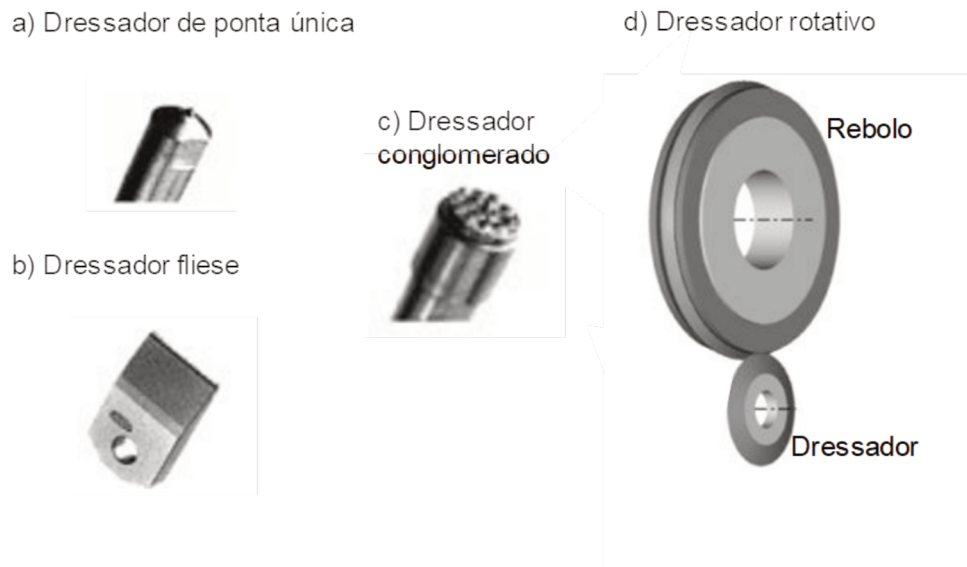 a) Dressador de ponta única
b) Dressador fliese
c) Dressador
conglomerado
d) Dressador rotativo
Rebolo
Dressador